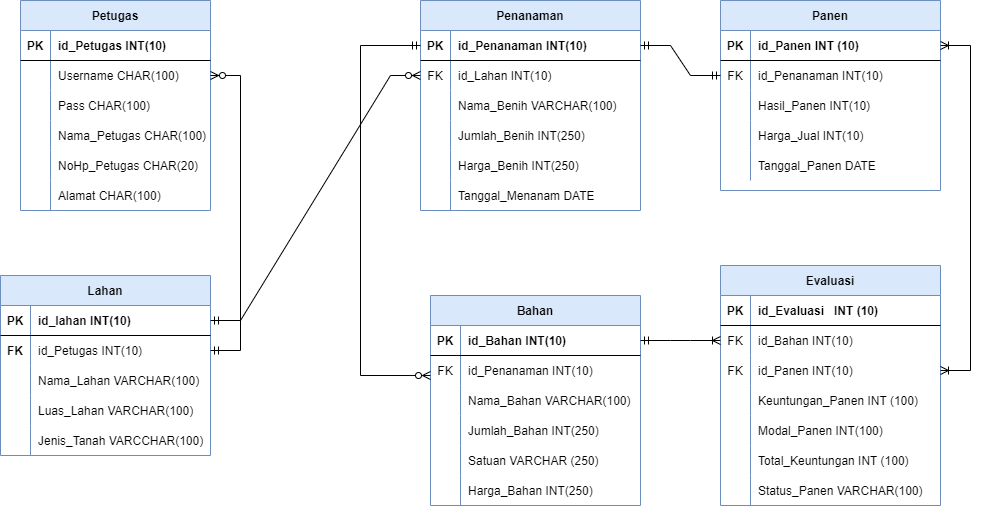 Petugas
PK id_Petugas INT(10)
Username CHAR(100)
Pass CHAR(100)
Nama_Petugas CHAR(100)
NoHp_Petugas CHAR(20)
Alamat CHAR(100)
Penanaman
PK id_Penanaman INT(10)
FK id_Lahan INT(10)
Nama_Benih VARCHAR(100)
Jumlah_Benih INT(250)
Harga_Benih INT(250)
Tanggal_Menanam DATE
Panen
PK id_Panen INT (10)
FK id_Penanaman INT(10)
Hasil_Panen INT(10)
Harga_Jual INT(10)
Tanggal_Panen DATE
Lahan
PK id_lahan INT(10)
FK id_Petugas INT(10)
Nama_Lahan VARCHAR(100)
Luas_Lahan VARCHAR(100)
Jenis_Tanah VARCCHAR(100)
Bahan
PK id_Bahan INT(10)
FK id_Penanaman INT(10)
Nama_Bahan VARCHAR(100)
Jumlah_Bahan INT(250)
Satuan VARCHAR (250)
Harga_Bahan INT(250)
Evaluasi
PK id_Evaluasi INT (10)
FK id_Bahan INT(10)
FK id_Panen INT(10)
Keuntungan_Panen INT (100)
Modal_Panen INT(100)
Total_Keuntungan INT (100)
Status_Panen VARCHAR(100)